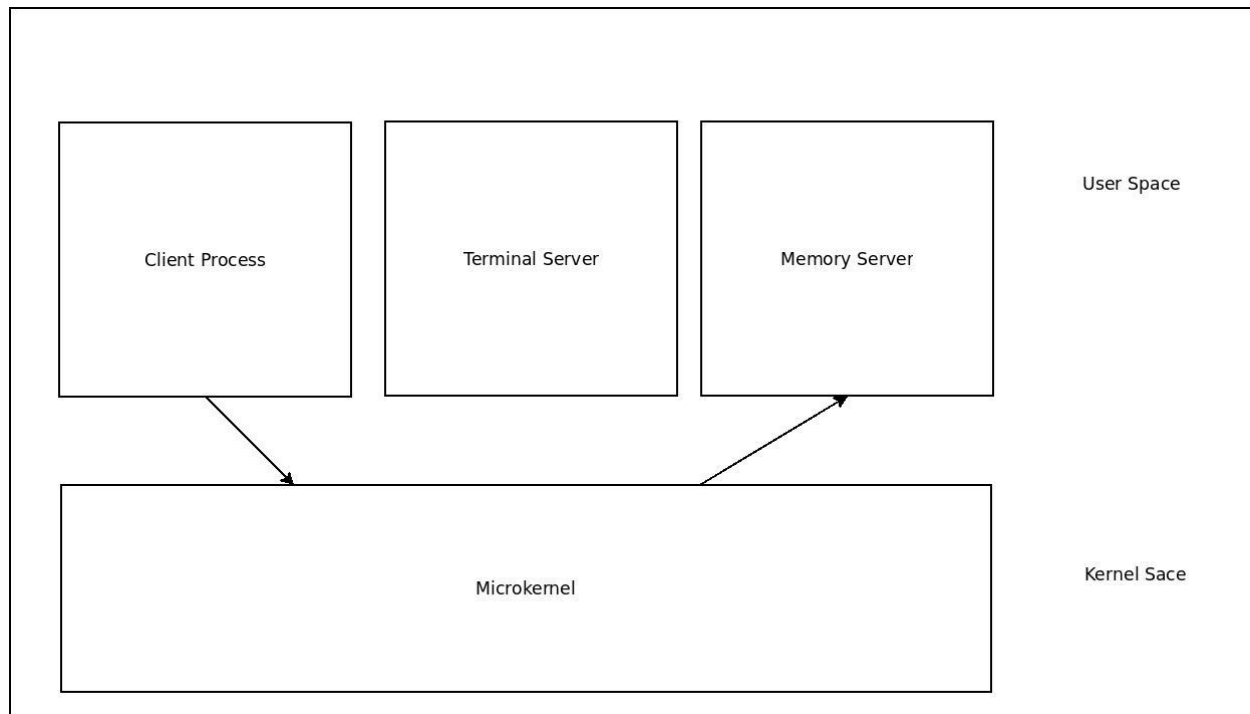 User Space
Client Process
Terminal Server
Memory Server
Kernel Sace
Microkernel